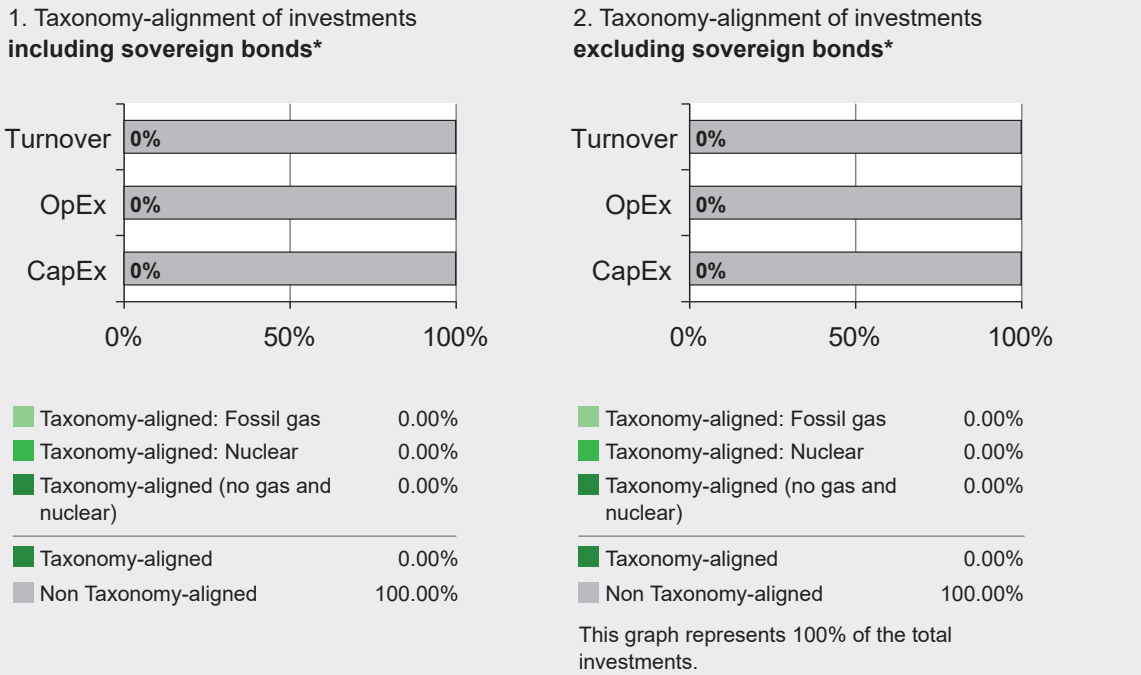 1. Taxonomy-alignment of investments
including sovereign bonds*
Turnover 0%
OpEx 0%
CapEx 0%
0% 50% 100%
Taxonomy-aligned: Fossil gas 0.00%
Taxonomy-aligned: Nuclear 0.00%
Taxonomy-aligned (no gas and 0.00%
nuclear)
Taxonomy-aligned 0.00%
Non Taxonomy-aligned 100.00%
2. Taxonomy-alignment of investments
excluding sovereign bonds*
Turnover 0%
OpEx 0%
CapEx 0%
0% 50% 100%
Taxonomy-aligned: Fossil gas 0.00%
Taxonomy-aligned: Nuclear 0.00%
Taxonomy-aligned (no gas and 0.00%
nuclear)
Taxonomy-aligned 0.00%
Non Taxonomy-aligned 100.00%
This graph represents 100% of the total
investments.